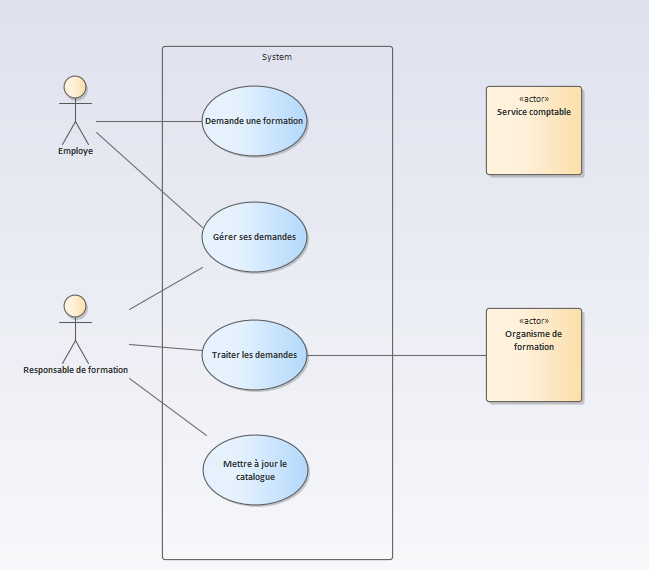 System
«actor»
Service comptable
Demande une formation
Employe
Gérer ses demandes
«actor»
Organisme de
formation
Traiter les demandes
Responsable de formation
Mettre à jour le
catalogue